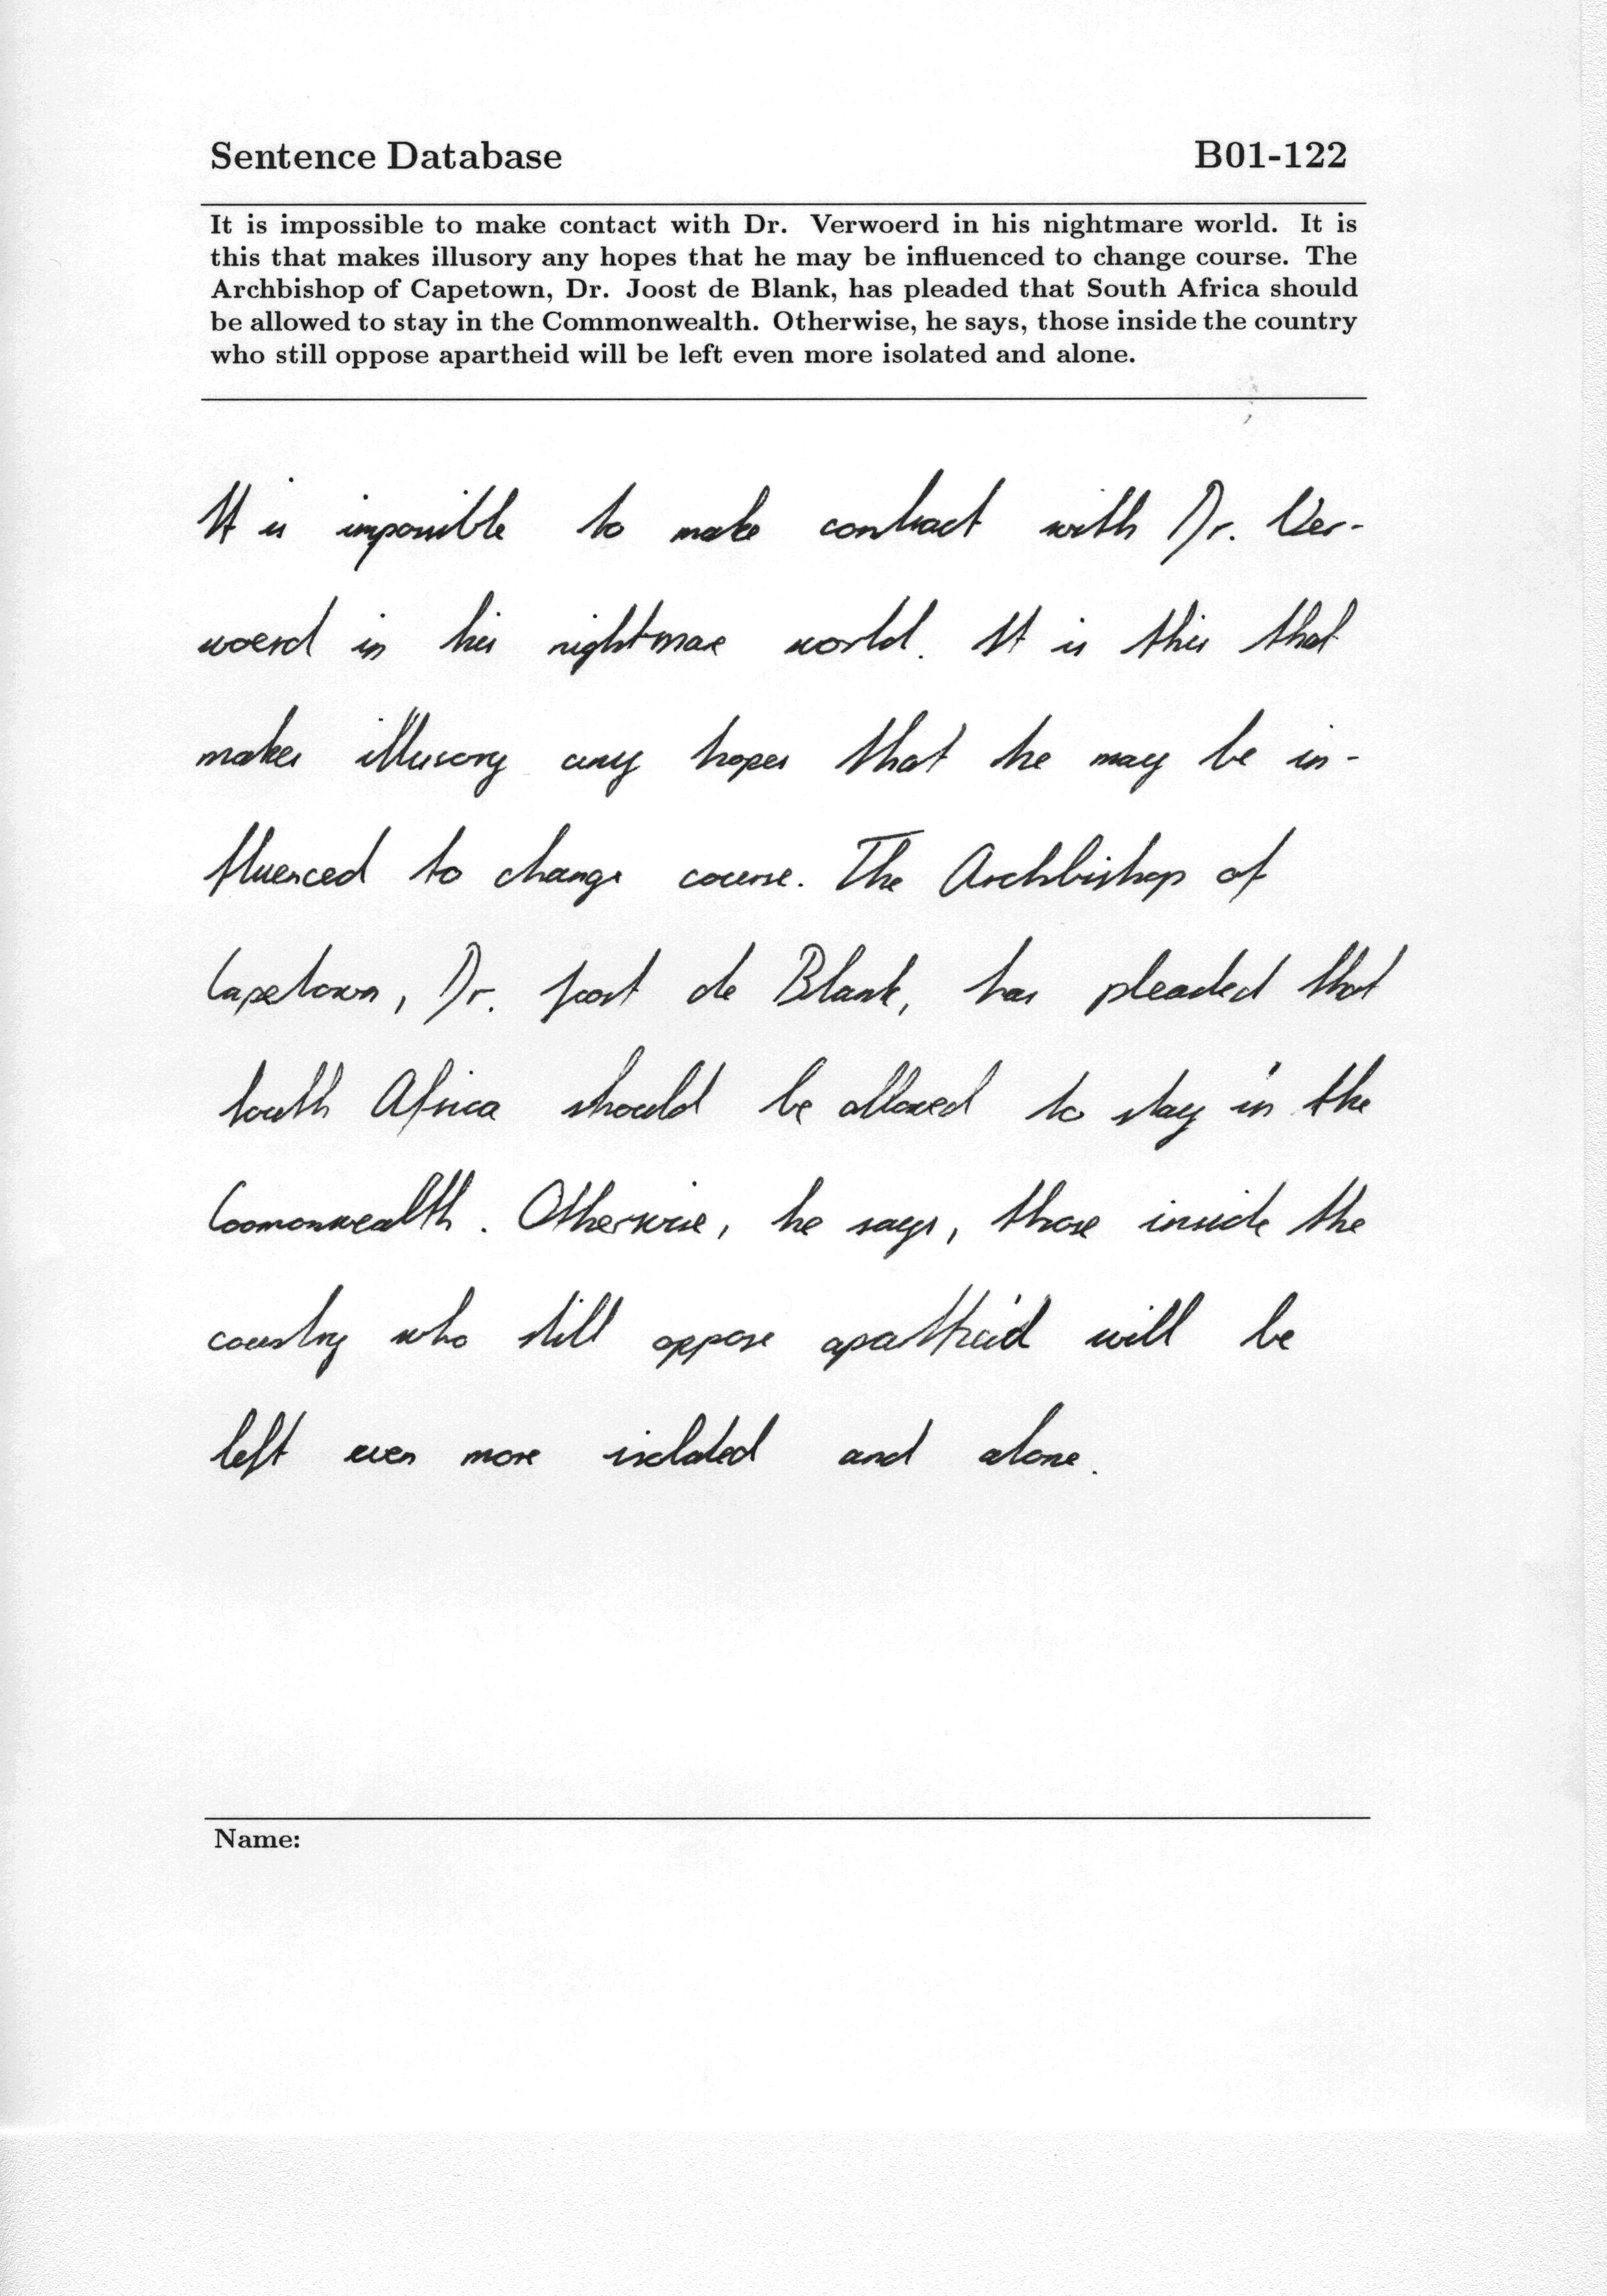 Sentence Database B01-122
It is impossible to make contact with Dr. Verwoerd in his nightmare world. It is
this that makes illusory any hopes that he may be influenced to change course. The
Archbishop of Capetown, Dr. Joost de Blank, has pleaded that South Africa should
be allowed to stay in the Commonwealth. Otherwise, he says, those inside the country
who still oppose apartheid will be left even more isolated and alone.
It is impossible to make contract with Dr. Ver-
woerd in his nightmare world. It is this that
makes illusory any hopes that he may be in-
fluenced to change course. The Archbishop of
Capetown, Dr. Joost de Blank, has pleaded that
South Africa should be allowed to stay in the
Coomonwealth. Otherwise, he says, those inside the
country who still oppose apartheid will be
left even more isolated and alone.
Name: